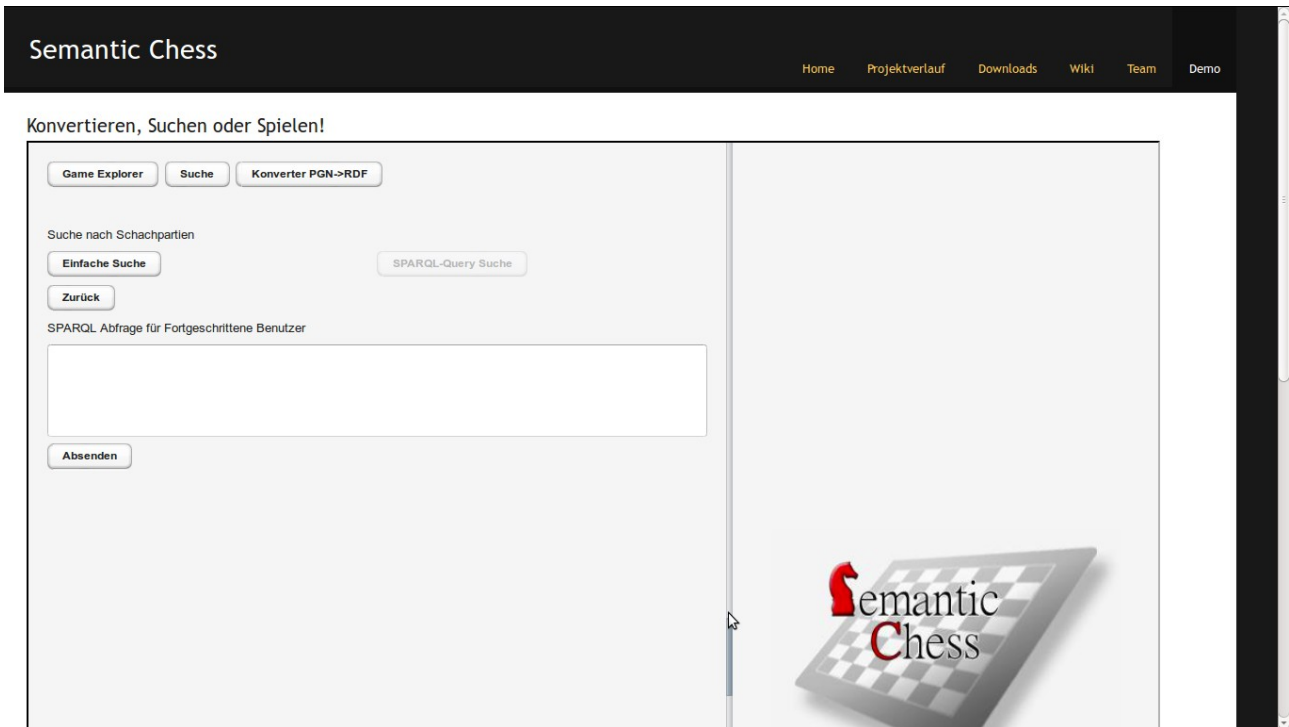 Semantic Chess
Home Projektverlauf Downloads Wiki Team Demo
Konvertieren, Suchen oder Spielen!
Game Explorer Suche Konverter PGN->RDF
Suche nach Schachpartien
Einfache Suche SPARQL-Query Suche
Zurück
SPARQL Abfrage für Fortgeschrittene Benutzer
Absenden
Semantic
Chess